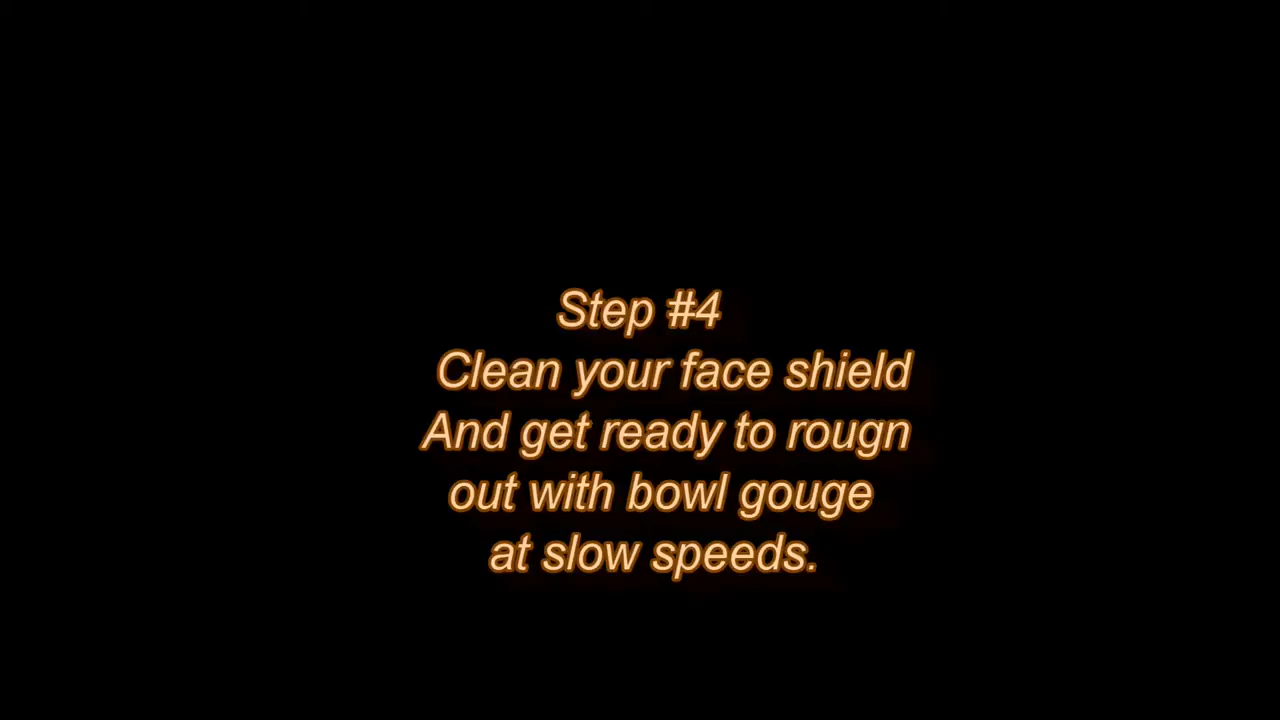 Step #4
Clean your face shield
And get ready to rougn
out with bowl gouge
at slow speeds.